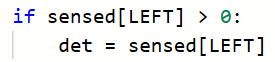 if sensed[LEFT] > 0:
    det = sensed[LEFT]